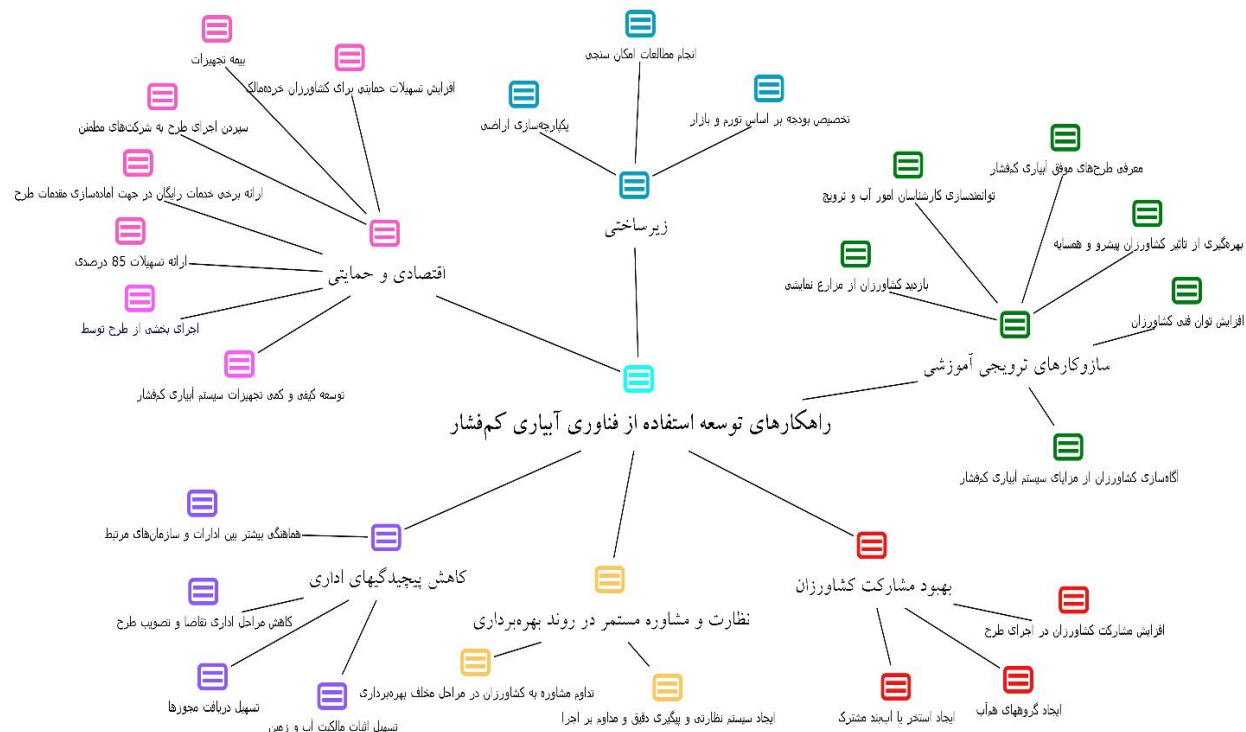 بیمه تجهیزات
افزایش تسهیلات حمایتی برای کشاورزان خرده‌مالک
سپردن اجرای طرح به شرکت‌های مطمئن
ارائه برخی خدمات رایگان در جهت آماده‌سازی مقدمات طرح
ارائه تسهیلات 85 درصدی
اجرای بخشی از طرح توسط
توسعه کیفی و کمی تجهیزات سیستم آبیاری کم‌فشار
اقتصادی و حمایتی
انجام مطالعات امکان سنجی
یکپارچه‌سازی اراضی
تخصیص بودجه بر اساس تورم و بازار
زیرساختی
معرفی طرح‌های موفق آبیاری کم‌فشار
توانمندسازی کارشناسان امور آب و ترویج
بهره‌گیری از تاثیر کشاورزان پیشرو و همسایه
بازدید کشاورزان از مزارع نمایشی
افزایش توان فنی کشاورزان
سازوکارهای ترویجی آموزشی
آگاه‌سازی کشاورزان از مزایای سیستم آبیاری کم‌فشار
راهکارهای توسعه استفاده از فناوری آبیاری کم‌فشار
هماهنگی بیشتر بین ادارات و سازمان‌های مرتبط
کاهش پیچیدگیهای اداری
کاهش مراحل اداری تقاضا و تصویب طرح
تسهیل دریافت مجوزها
تسهیل اثبات مالکیت آب و زمین
نظارت و مشاوره مستمر در روند بهره‌برداری
تداوم مشاوره به کشاورزان در مراحل مخلف بهره‌برداری
ایجاد سیستم نظارتی و پیگیری دقیق و مداوم بر اجرا
بهبود مشارکت کشاورزان
افزایش مشارکت کشاورزان در اجرای طرح
ایجاد گروههای هم‌آب
ایجاد استخر یا آب‌بند مشترک